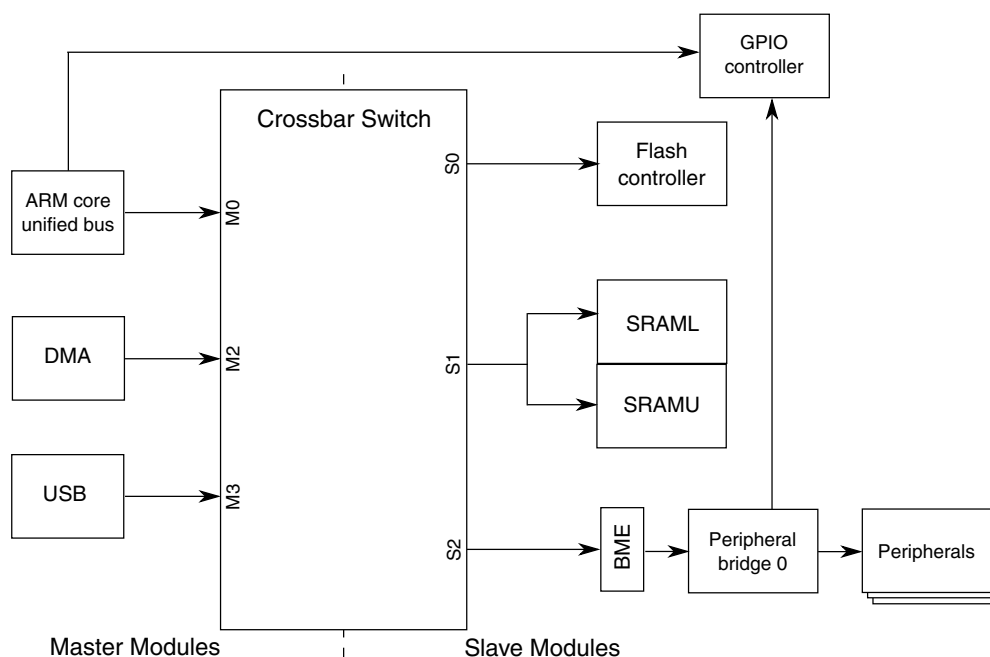 GPIO
controller
Crossbar Switch
S0
Flash
controller
ARM core
unified bus
M0
SRAML
DMA
M2
S1
SRAMU
USB
M3
S2
BME
Peripheral
bridge 0
Peripherals
Master Modules
Slave Modules